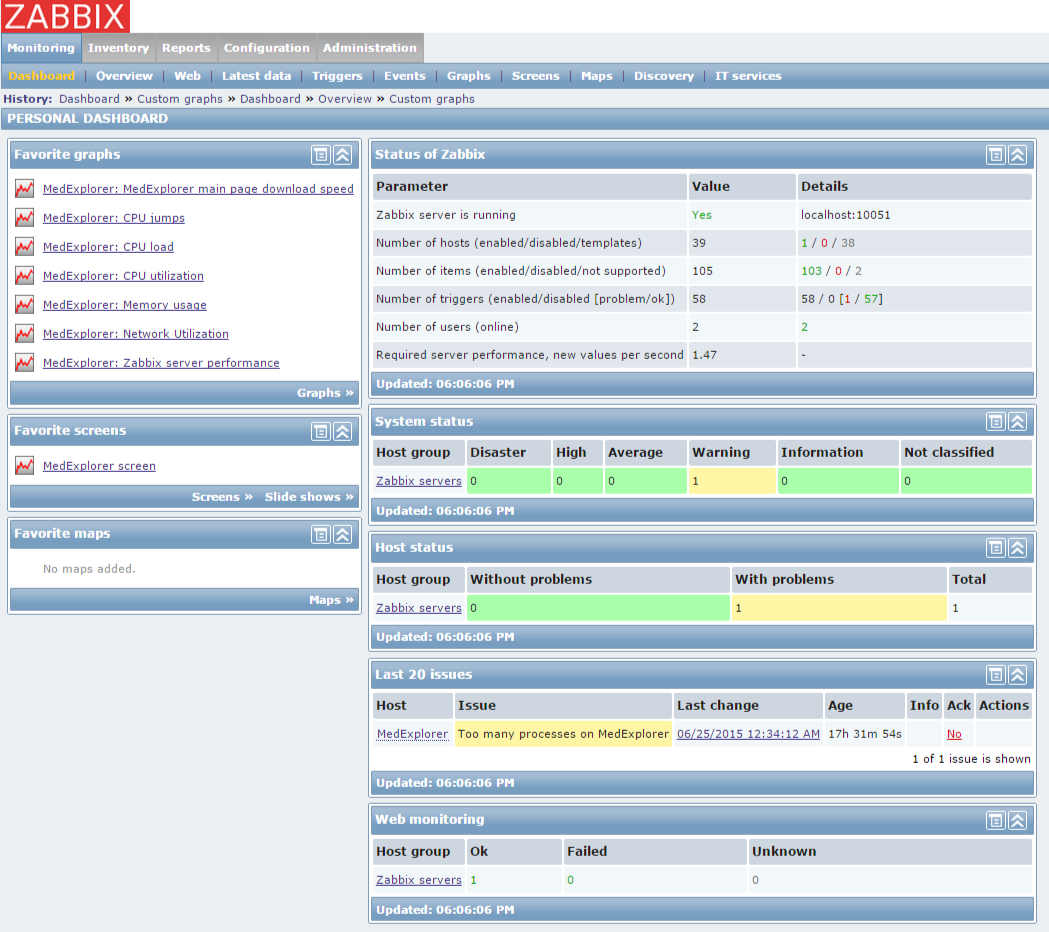 ZABBIX
Monitoring Inventory Reports Configuration Administration
Dashboard | Overview | Web | Latest data | Triggers | Events | Graphs | Screens | Maps | Discovery | IT services
History: Dashboard » Custom graphs » Dashboard » Overview » Custom graphs
PERSONAL DASHBOARD
Favorite graphs
MedExplorer: MedExplorer main page download speed
MedExplorer: CPU jumps
MedExplorer: CPU load
MedExplorer: CPU utilization
MedExplorer: Memory usage
MedExplorer: Network Utilization
MedExplorer: Zabbix server performance
Graphs »
Favorite screens
MedExplorer screen
Screens » Slide shows »
Favorite maps
No maps added.
Maps »
Status of Zabbix
Parameter Value Details
Zabbix server is running Yes localhost:10051
Number of hosts (enabled/disabled/templates) 39 1 / 0 / 38
Number of items (enabled/disabled/not supported) 105 103 / 0 / 2
Number of triggers (enabled/disabled [problem/ok]) 58 58 / 0 [1 / 57]
Number of users (online) 2 2
Required server performance, new values per second 1.47 -
Updated: 06:06:06 PM
System status
Host group Disaster High Average Warning Information Not classified
Zabbix servers 0 0 0 1 0 0
Updated: 06:06:06 PM
Host status
Host group Without problems With problems Total
Zabbix servers 0 1 1
Updated: 06:06:06 PM
Last 20 issues
Host Issue Last change Age Info Ack Actions
MedExplorer Too many processes on MedExplorer 06/25/2015 12:34:12 AM 17h 31m 54s No
1 of 1 issue is shown
Updated: 06:06:06 PM
Web monitoring
Host group Ok Failed Unknown
Zabbix servers 1 0 0
Updated: 06:06:06 PM